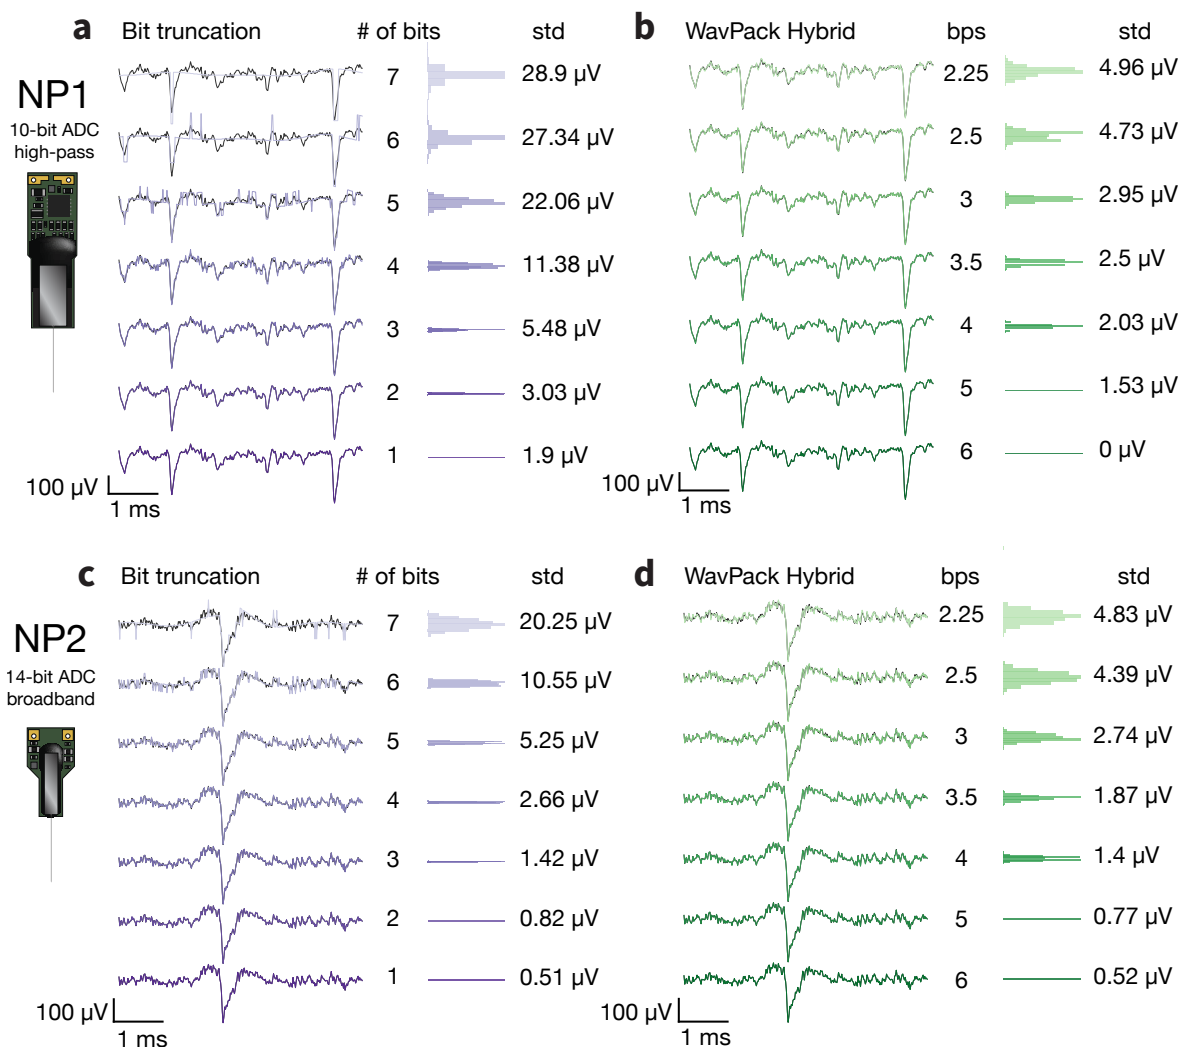 a Bit truncation # of bits std
b WavPack Hybrid bps std
NP1
10-bit ADC
high-pass
7 28.9 µV
6 27.34 µV
5 22.06 µV
4 11.38 µV
3 5.48 µV
2 3.03 µV
1 1.9 µV
100 µV
1 ms
2.25 4.96 µV
2.5 4.73 µV
3 2.95 µV
3.5 2.5 µV
4 2.03 µV
5 1.53 µV
6 0 µV
100 µV
1 ms
c Bit truncation # of bits std
d WavPack Hybrid bps std
NP2
14-bit ADC
broadband
7 20.25 µV
6 10.55 µV
5 5.25 µV
4 2.66 µV
3 1.42 µV
2 0.82 µV
1 0.51 µV
100 µV
1 ms
2.25 4.83 µV
2.5 4.39 µV
3 2.74 µV
3.5 1.87 µV
4 1.4 µV
5 0.77 µV
6 0.52 µV
100 µV
1 ms